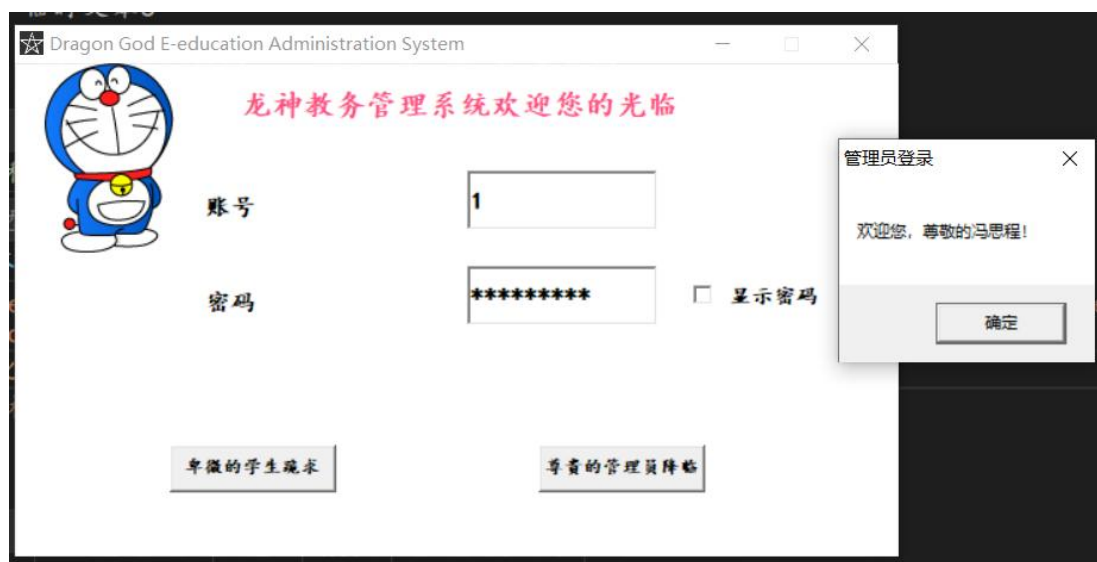 Dragon God E-education Administration System
龙神教务管理系统欢迎您的光临
管理员登录
账号
1
欢迎您，尊敬的冯思程！
密码
*********
显示密码
确定
卑微的学生跪求
尊贵的管理员降临